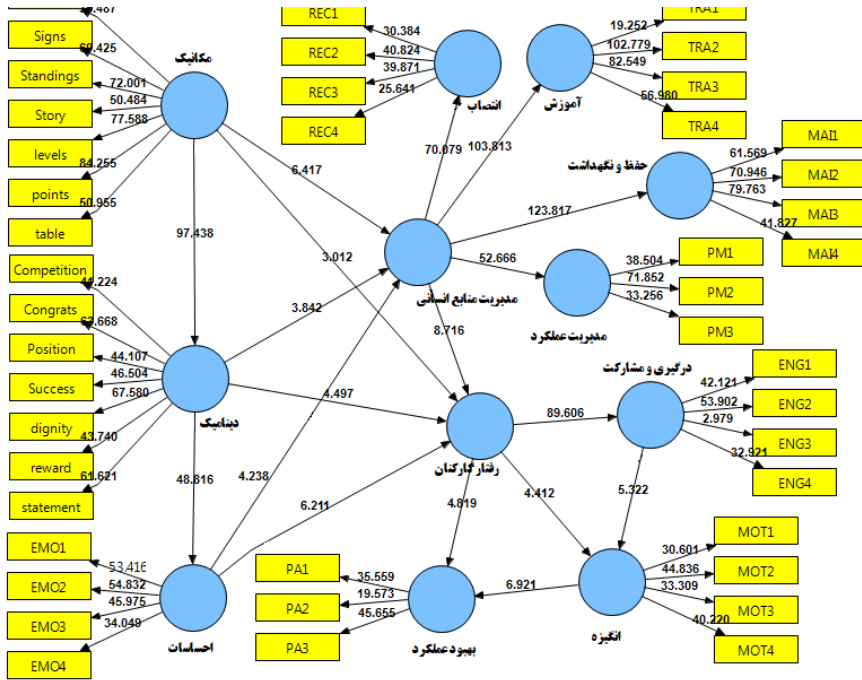 Signs
Standings
Story
levels
points
table
69.425
72.001
50.484
77.588
84.255
50.955
مکانیک
97.438
6.417
3.012
Competition
Congrats
Position
Success
dignity
reward
statement
44.107
46.504
67.580
43.740
61.621
دینامیک
3.842
4.497
48.816
4.238
6.211
EMO1
EMO2
EMO3
EMO4
53.416
54.832
45.975
34.049
احساسات
REC1
REC2
REC3
REC4
30.384
40.824
39.871
25.641
انتصاب
70.079
103.813
TRA1
TRA2
TRA3
TRA4
19.252
102.779
82.549
56.980
آموزش
حفظ و نگهداشت
MAI1
MAI2
MAI3
MAI4
61.569
70.946
79.763
41.827
123.817
52.666
مدیریت منابع انسانی
8.716
PM1
PM2
PM3
38.504
71.852
33.256
مدیریت عملکرد
درگیری و مشارکت
ENG1
ENG2
ENG3
ENG4
42.121
53.902
2.979
32.921
89.606
رفتار کارکنان
4.819
4.412
5.322
MOT1
MOT2
MOT3
MOT4
30.601
44.836
33.309
40.220
انگیزه
6.921
PA1
PA2
PA3
35.559
19.573
45.655
بهبود عملکرد